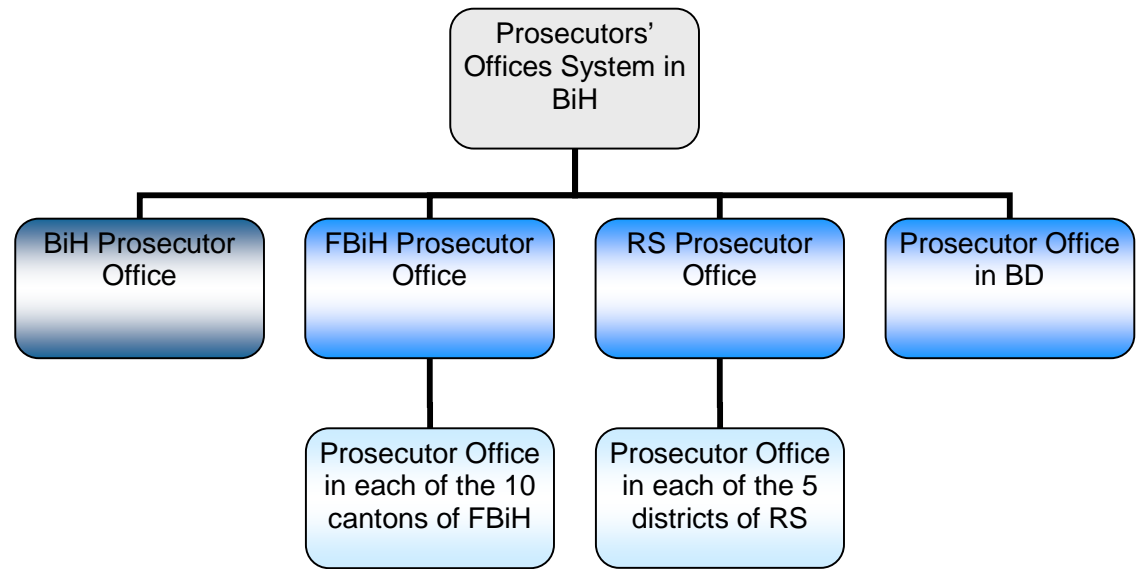 Prosecutors’
Offices System in
BiH
BiH Prosecutor
Office
FBiH Prosecutor
Office
RS Prosecutor
Office
Prosecutor Office
in BD
Prosecutor Office
in each of the 10
cantons of FBiH
Prosecutor Office
in each of the 5
districts of RS